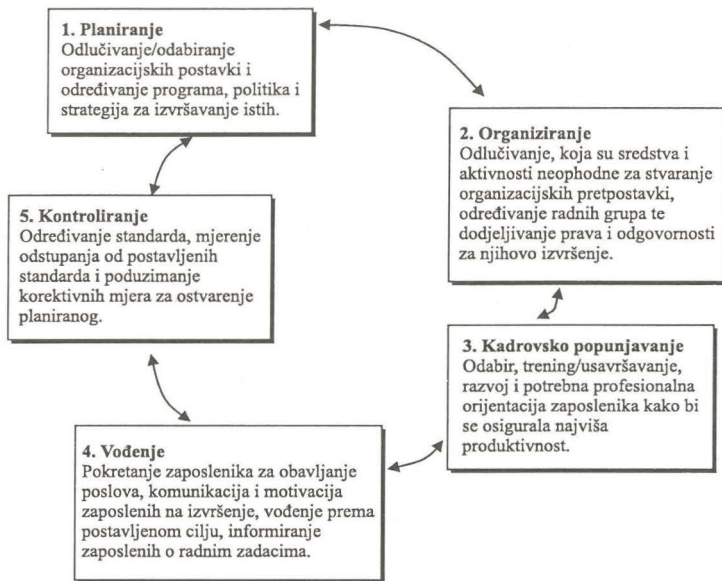 1. Planiranje
Odlučivanje/odabiranje
organizacijskih postavki i
određivanje programa, politika i
strategija za izvršavanje istih.
2. Organiziranje
Odlučivanje, koja su sredstva i
aktivnosti neophodne za stvaranje
organizacijskih pretpostavki,
određivanje radnih grupa te
dodjeljivanje prava i odgovornosti
za njihovo izvršenje.
3. Kadrovsko popunjavanje
Odabir, trening/usavršavanje,
razvoj i potrebna profesionalna
orijentacija zaposlenika kako bi
se osigurala najviša
produktivnost.
4. Vođenje
Pokretanje zaposlenika za obavljanje
poslova, komunikacija i motivacija
zaposlenih na izvršenje, vođenje prema
postavljenom cilju, informiranje
zaposlenih o radnim zadacima.
5. Kontroliranje
Određivanje standarda, mjerenje
odstupanja od postavljenih
standarda i poduzimanje
korektivnih mjera za ostvarenje
planiranog.